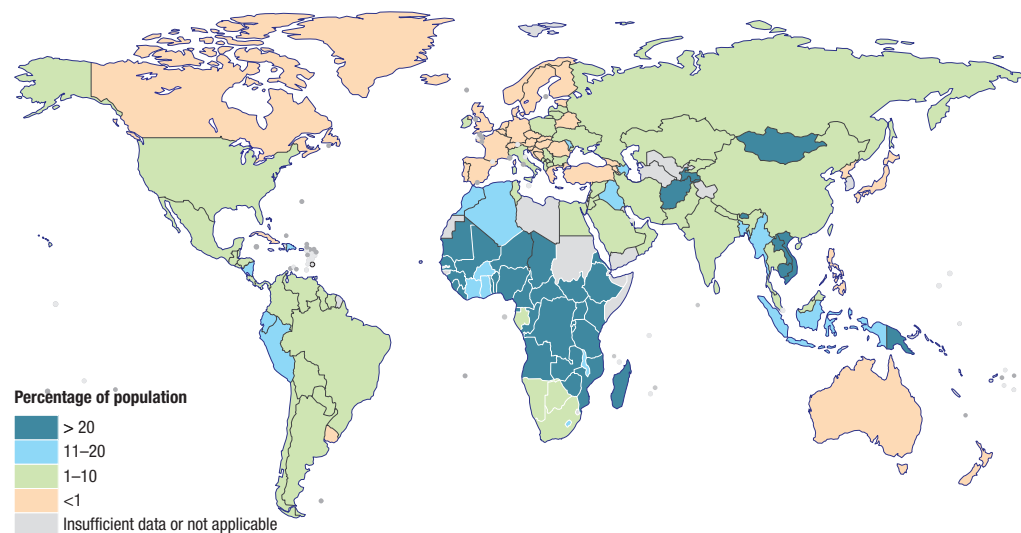 Percentage of population
> 20
11–20
1–10
<1
Insufficient data or not applicable